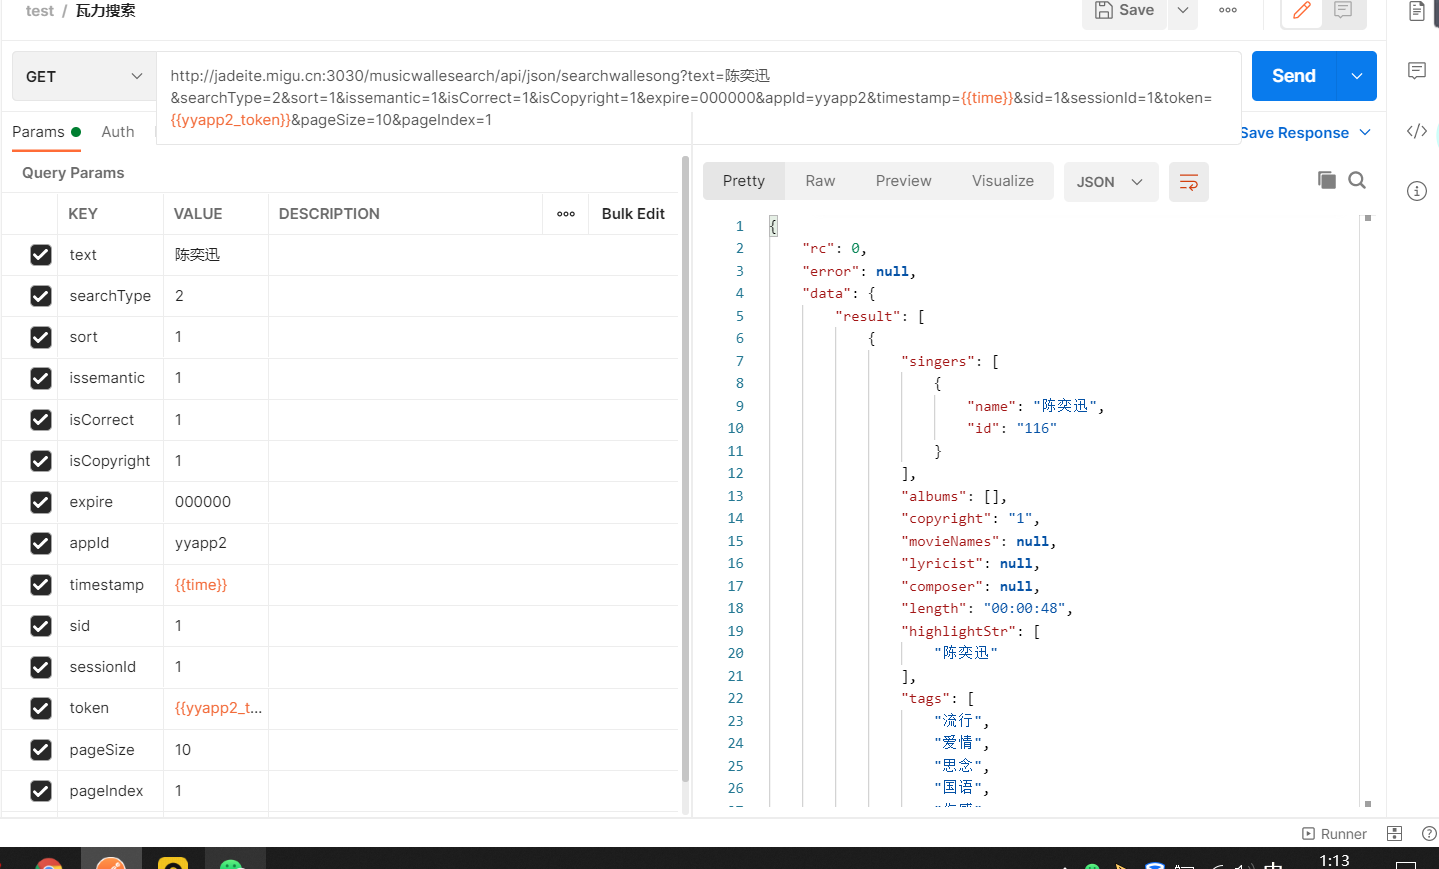 test / 瓦力搜索
Save
GET
http://jadeite.migu.cn:3030/musicwallesearch/api/json/searchwallesong?text=陈奕迅
&searchType=2&sort=1&issemantic=1&isCorrect=1&isCopyright=1&expire=000000&appId=yyapp2&timestamp={{time}}&sid=1&sessionId=1&token=
{{yyapp2_token}}&pageSize=10&pageIndex=1
Send
Params Auth
Save Response
Query Params
KEY VALUE DESCRIPTION Bulk Edit
text 陈奕迅
searchType 2
sort 1
issemantic 1
isCorrect 1
isCopyright 1
expire 000000
appId yyapp2
timestamp {{time}}
sid 1
sessionId 1
token {{yyapp2_t...
pageSize 10
pageIndex 1
Pretty Raw Preview Visualize JSON
1 {
2 "rc": 0,
3 "error": null,
4 "data": {
5 "result": [
6 {
7 "singers": [
8 {
9 "name": "陈奕迅",
10 "id": "116"
11 }
12 ],
13 "albums": [],
14 "copyright": "1",
15 "movieNames": null,
16 "lyricist": null,
17 "composer": null,
18 "length": "00:00:48",
19 "highlightStr": [
20 "陈奕迅"
21 ],
22 "tags": [
23 "流行",
24 "爱情",
25 "思念",
26 "国语",
Runner
1:13